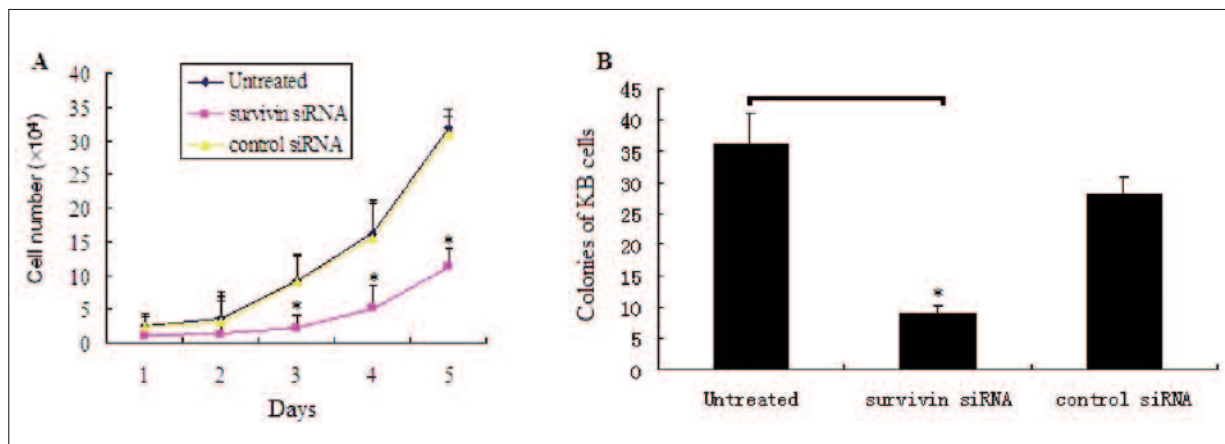 A
Untreated
survivin siRNA
control siRNA
Cell number (×10⁴)
40
35
30
25
20
15
10
5
0
*
*
*
1 2 3 4 5
Days
B
Colonies of KB cells
45
40
35
30
25
20
15
10
5
0
*
Untreated survivin siRNA control siRNA